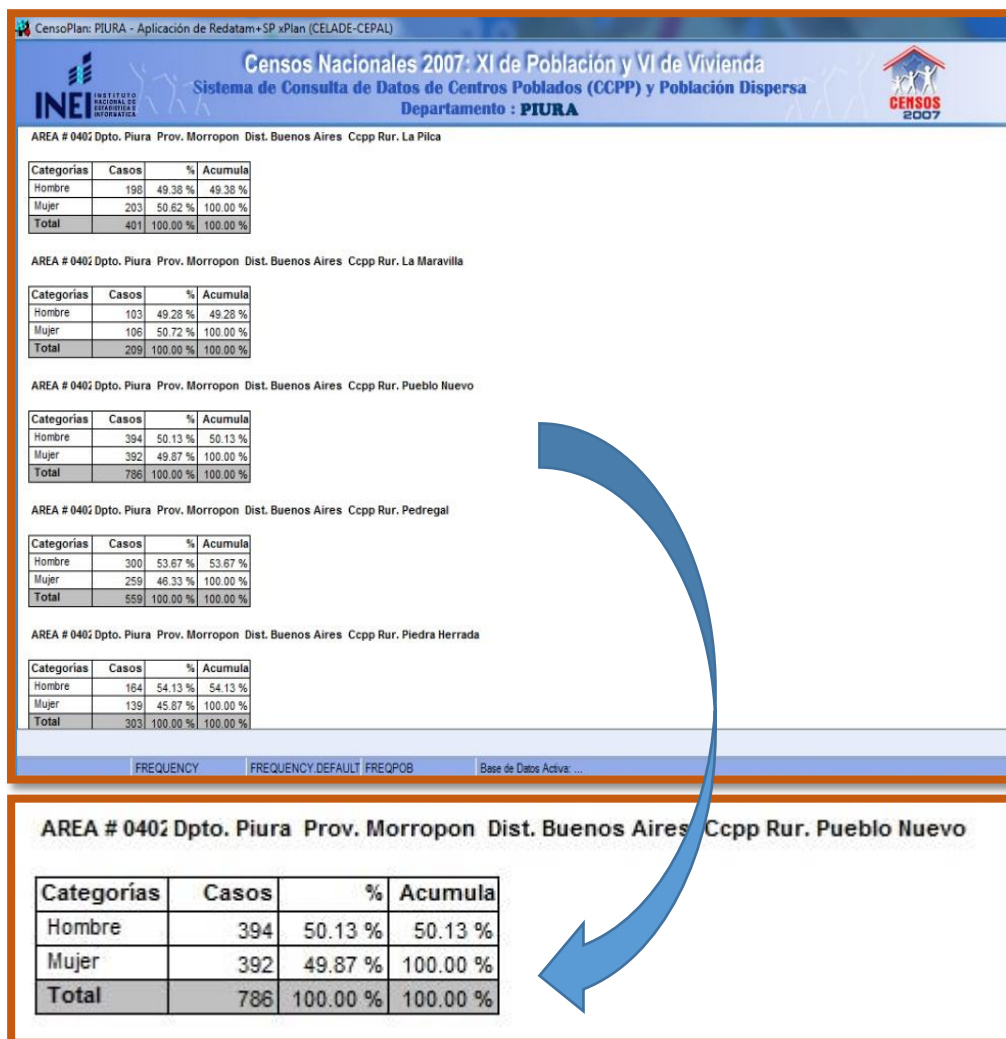 CensoPlan: PIURA - Aplicación de Redatam+SP xPlan (CELADE-CEPAL)
INEI INSTITUTO NACIONAL DE ESTADISTICA E INFORMATICA
Censos Nacionales 2007: XI de Población y VI de Vivienda
Sistema de Consulta de Datos de Centros Poblados (CCPP) y Población Dispersa
Departamento : PIURA
CENSOS
2007
AREA # 0402 Dpto. Piura Prov. Morropon Dist. Buenos Aires Ccpp Rur. La Pilca
Categorías Casos % Acumula
Hombre 198 49.38 % 49.38 %
Mujer 203 50.62 % 100.00 %
Total 401 100.00 % 100.00 %
AREA # 0402 Dpto. Piura Prov. Morropon Dist. Buenos Aires Ccpp Rur. La Maravilla
Categorías Casos % Acumula
Hombre 103 49.28 % 49.28 %
Mujer 106 50.72 % 100.00 %
Total 209 100.00 % 100.00 %
AREA # 0402 Dpto. Piura Prov. Morropon Dist. Buenos Aires Ccpp Rur. Pueblo Nuevo
Categorías Casos % Acumula
Hombre 394 50.13 % 50.13 %
Mujer 392 49.87 % 100.00 %
Total 786 100.00 % 100.00 %
AREA # 0402 Dpto. Piura Prov. Morropon Dist. Buenos Aires Ccpp Rur. Pedregal
Categorías Casos % Acumula
Hombre 300 53.67 % 53.67 %
Mujer 259 46.33 % 100.00 %
Total 559 100.00 % 100.00 %
AREA # 0402 Dpto. Piura Prov. Morropon Dist. Buenos Aires Ccpp Rur. Piedra Herrada
Categorías Casos % Acumula
Hombre 164 54.13 % 54.13 %
Mujer 139 45.87 % 100.00 %
Total 303 100.00 % 100.00 %
FREQUENCY FREQUENCY.DEFAULT FREQPOB Base de Datos Activa: ...
AREA # 0402 Dpto. Piura Prov. Morropon Dist. Buenos Aires Ccpp Rur. Pueblo Nuevo
Categorías Casos % Acumula
Hombre 394 50.13 % 50.13 %
Mujer 392 49.87 % 100.00 %
Total 786 100.00 % 100.00 %